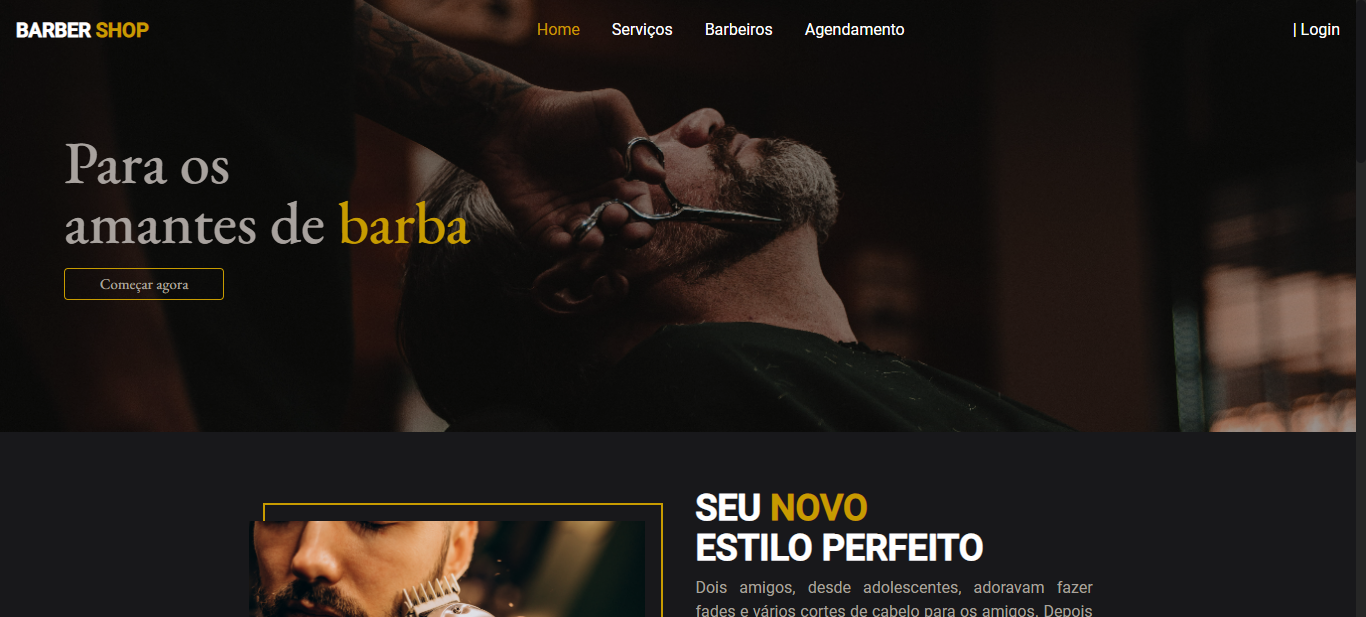 BARBER SHOP
Home Serviços Barbeiros Agendamento
| Login
Para os
amantes de barba
Começar agora
SEU NOVO
ESTILO PERFEITO
Dois amigos, desde adolescentes, adoravam fazer
fades e vários cortes de cabelo para os amigos. Depois